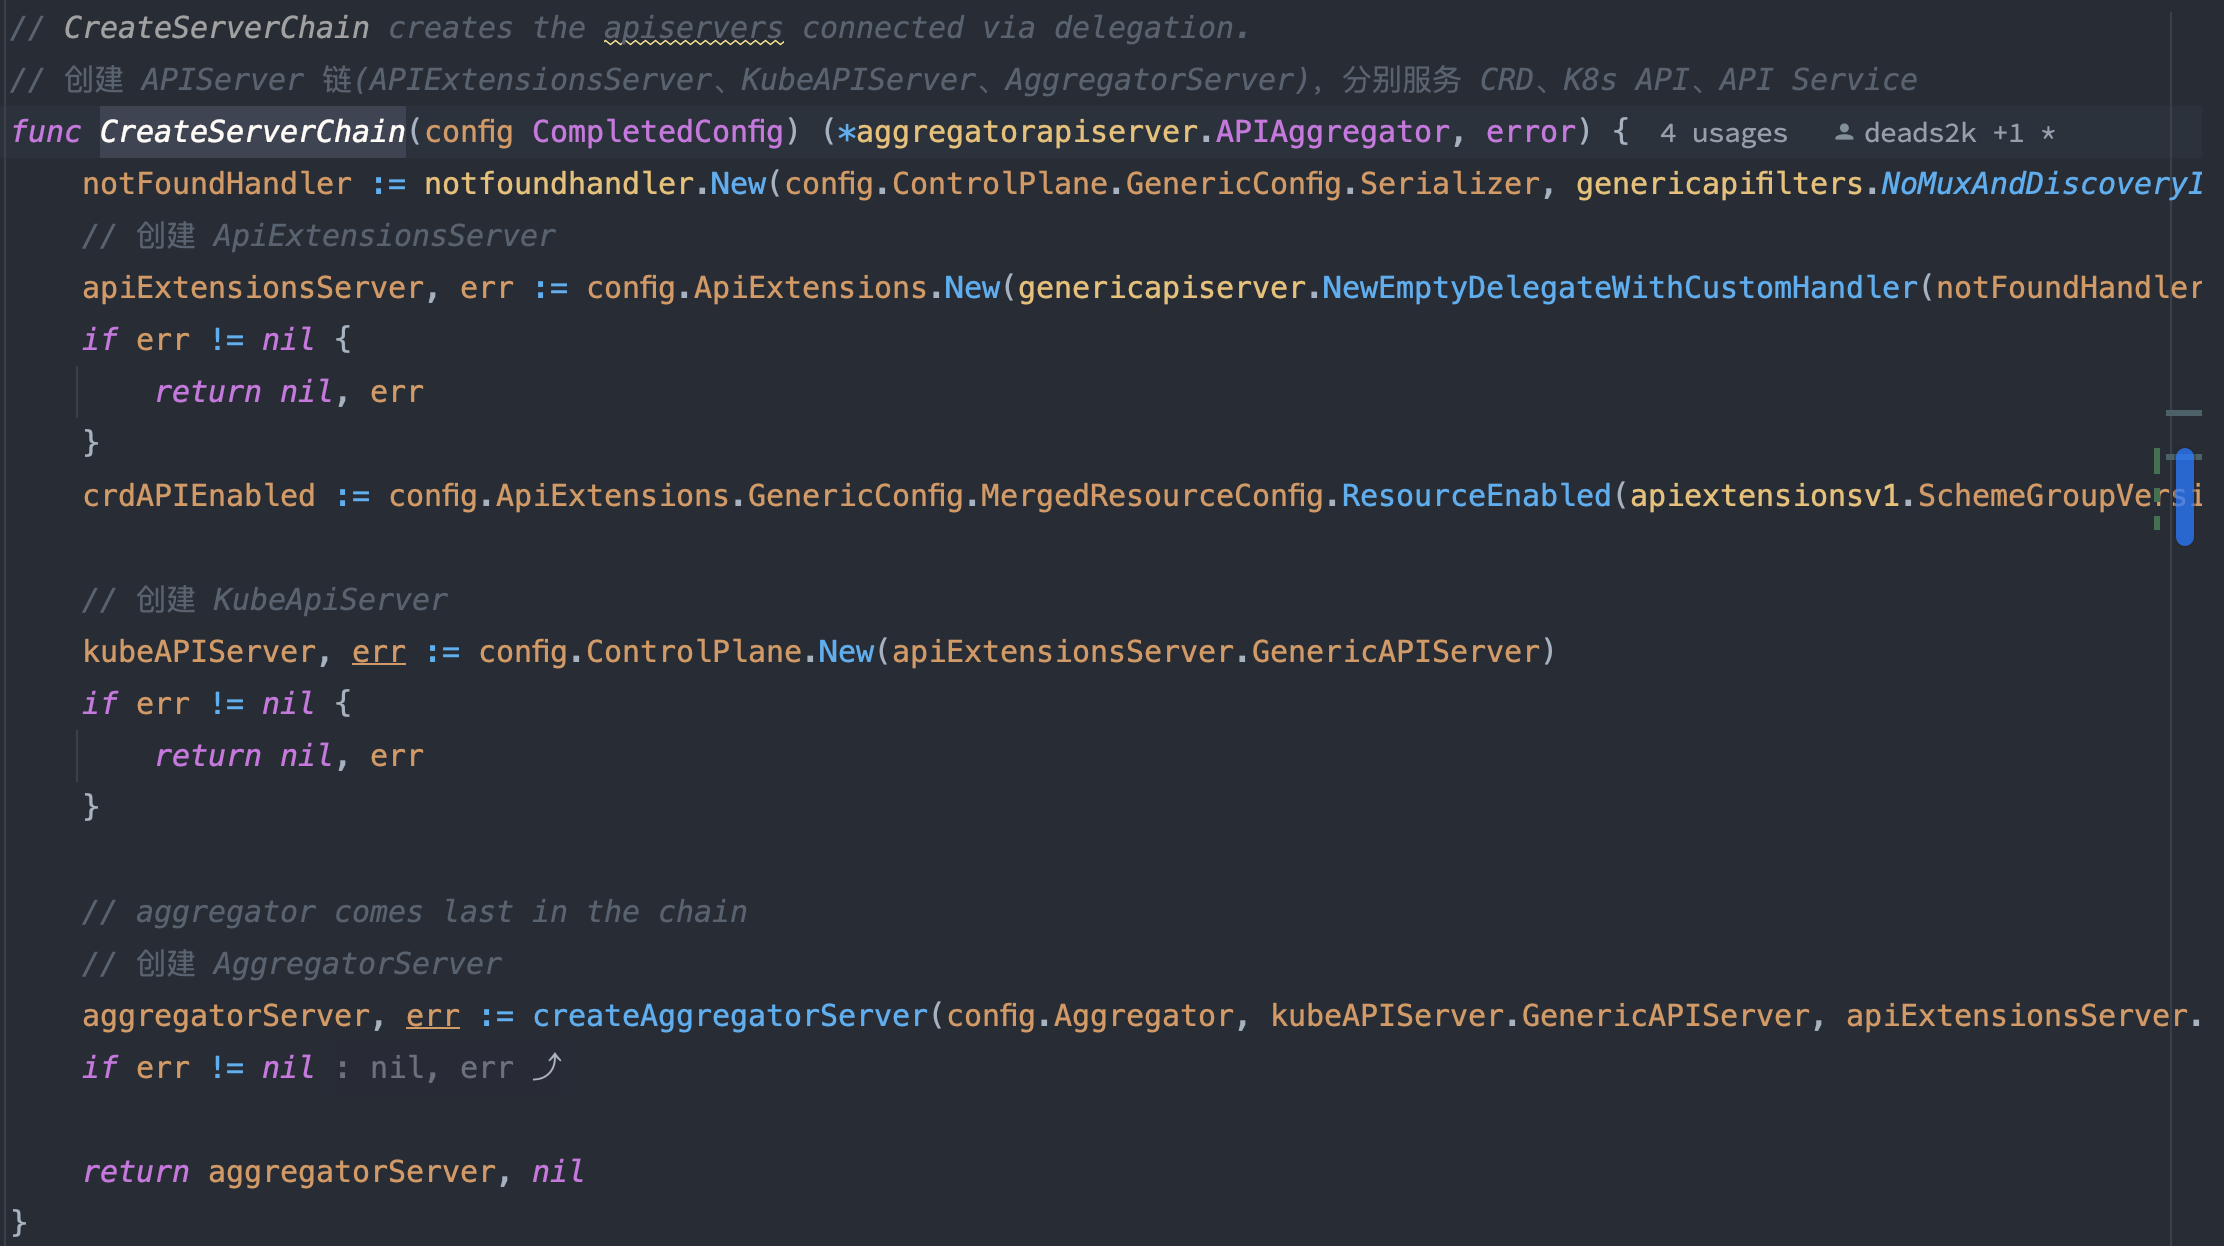 // CreateServerChain creates the apiservers connected via delegation.
// 创建 APIServer 链(APIExtensionsServer、KubeAPIServer、AggregatorServer)，分别服务 CRD、K8s API、API Service
func CreateServerChain(config CompletedConfig) (*aggregatorapiserver.APIAggregator, error) { 4 usages deads2k +1 *
    notFoundHandler := notfoundhandler.New(config.ControlPlane.GenericConfig.Serializer, genericapifilters.NoMuxAndDiscoveryI
    // 创建 ApiExtensionsServer
    apiExtensionsServer, err := config.ApiExtensions.New(genericapiserver.NewEmptyDelegateWithCustomHandler(notFoundHandler
    if err != nil {
        return nil, err
    }
    crdAPIEnabled := config.ApiExtensions.GenericConfig.MergedResourceConfig.ResourceEnabled(apiextensionsv1.SchemeGroupVersi
    // 创建 KubeApiServer
    kubeAPIServer, err := config.ControlPlane.New(apiExtensionsServer.GenericAPIServer)
    if err != nil {
        return nil, err
    }
    // aggregator comes last in the chain
    // 创建 AggregatorServer
    aggregatorServer, err := createAggregatorServer(config.Aggregator, kubeAPIServer.GenericAPIServer, apiExtensionsServer.
    if err != nil : nil, err
    return aggregatorServer, nil
}